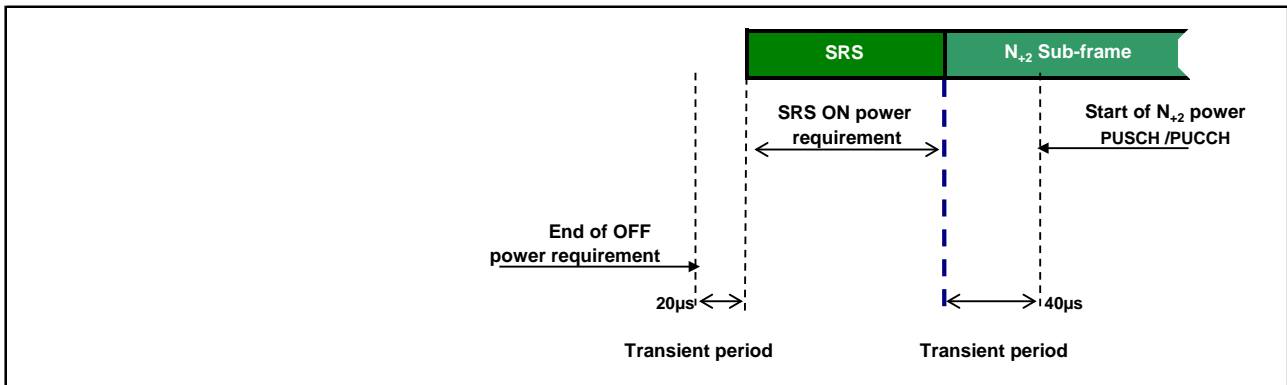 SRS
N+2 Sub-frame
SRS ON power
requirement
Start of N+2 power
PUSCH /PUCCH
End of OFF
power requirement
20µs
40µs
Transient period
Transient period